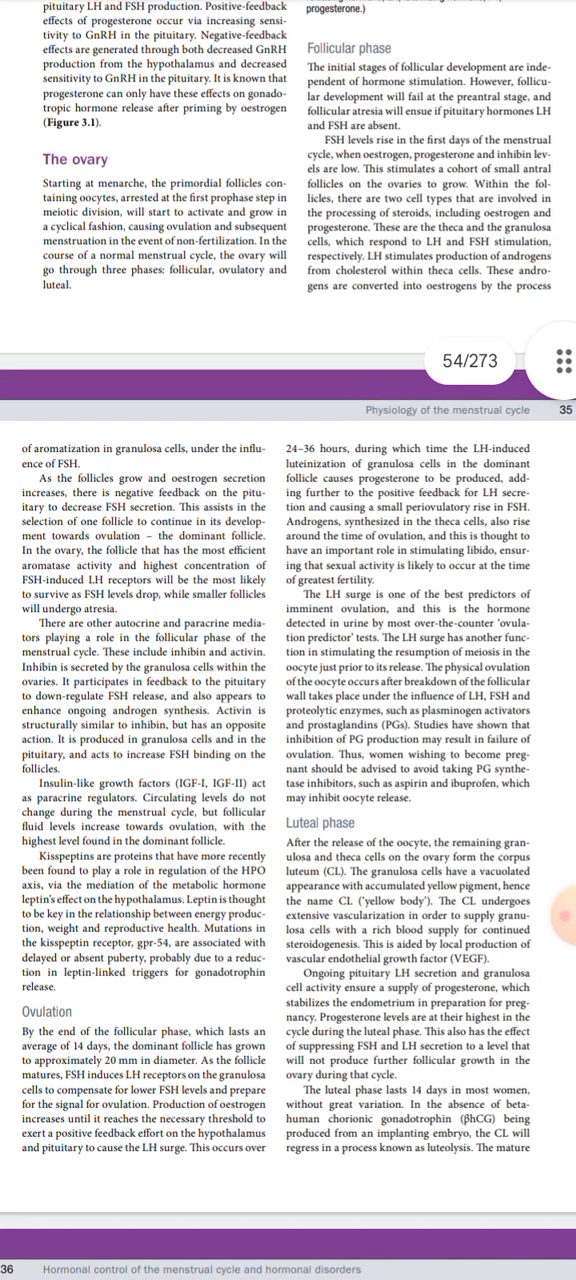 pituitary LH and FSH production. Positive-feedback
effects of progesterone occur via increasing sensi-
tivity to GnRH in the pituitary. Negative-feedback
effects are generated through both decreased GnRH
production from the hypothalamus and decreased
sensitivity to GnRH in the pituitary. It is known that
progesterone can only have these effects on gonado-
tropic hormone release after priming by oestrogen
(Figure 3.1).
The ovary
Starting at menarche, the primordial follicles con-
taining oocytes, arrested at the first prophase step in
meiotic division, will start to activate and grow in
a cyclical fashion, causing ovulation and subsequent
menstruation in the event of non-fertilization. In the
course of a normal menstrual cycle, the ovary will
go through three phases: follicular, ovulatory and
luteal.
progesterone.)
Follicular phase
The initial stages of follicular development are inde-
pendent of hormone stimulation. However, follicu-
lar development will fail at the preantral stage, and
follicular atresia will ensue if pituitary hormones LH
and FSH are absent.
FSH levels rise in the first days of the menstrual
cycle, when oestrogen, progesterone and inhibin lev-
els are low. This stimulates a cohort of small antral
follicles on the ovaries to grow. Within the fol-
licles, there are two cell types that are involved in
the processing of steroids, including oestrogen and
progesterone. These are the theca and the granulosa
cells, which respond to LH and FSH stimulation,
respectively. LH stimulates production of androgens
from cholesterol within theca cells. These andro-
gens are converted into oestrogens by the process
54/273
Physiology of the menstrual cycle 35
of aromatization in granulosa cells, under the influ-
ence of FSH.
As the follicles grow and oestrogen secretion
increases, there is negative feedback on the pitu-
itary to decrease FSH secretion. This assists in the
selection of one follicle to continue in its develop-
ment towards ovulation – the dominant follicle.
In the ovary, the follicle that has the most efficient
aromatase activity and highest concentration of
FSH-induced LH receptors will be the most likely
to survive as FSH levels drop, while smaller follicles
will undergo atresia.
There are other autocrine and paracrine media-
tors playing a role in the follicular phase of the
menstrual cycle. These include inhibin and activin.
Inhibin is secreted by the granulosa cells within the
ovaries. It participates in feedback to the pituitary
to down-regulate FSH release, and also appears to
enhance ongoing androgen synthesis. Activin is
structurally similar to inhibin, but has an opposite
action. It is produced in granulosa cells and in the
pituitary, and acts to increase FSH binding on the
follicles.
Insulin-like growth factors (IGF-I, IGF-II) act
as paracrine regulators. Circulating levels do not
change during the menstrual cycle, but follicular
fluid levels increase towards ovulation, with the
highest level found in the dominant follicle.
Kisspeptins are proteins that have more recently
been found to play a role in regulation of the HPO
axis, via the mediation of the metabolic hormone
leptin's effect on the hypothalamus. Leptin is thought
to be key in the relationship between energy produc-
tion, weight and reproductive health. Mutations in
the kisspeptin receptor, gpr-54, are associated with
delayed or absent puberty, probably due to a reduc-
tion in leptin-linked triggers for gonadotrophin
release.
Ovulation
By the end of the follicular phase, which lasts an
average of 14 days, the dominant follicle has grown
to approximately 20 mm in diameter. As the follicle
matures, FSH induces LH receptors on the granulosa
cells to compensate for lower FSH levels and prepare
for the signal for ovulation. Production of oestrogen
increases until it reaches the necessary threshold to
exert a positive feedback effort on the hypothalamus
and pituitary to cause the LH surge. This occurs over
24–36 hours, during which time the LH-induced
luteinization of granulosa cells in the dominant
follicle causes progesterone to be produced, add-
ing further to the positive feedback for LH secre-
tion and causing a small periovulatory rise in FSH.
Androgens, synthesized in the theca cells, also rise
around the time of ovulation, and this is thought to
have an important role in stimulating libido, ensur-
ing that sexual activity is likely to occur at the time
of greatest fertility.
The LH surge is one of the best predictors of
imminent ovulation, and this is the hormone
detected in urine by most over-the-counter 'ovula-
tion predictor' tests. The LH surge has another func-
tion in stimulating the resumption of meiosis in the
oocyte just prior to its release. The physical ovulation
of the oocyte occurs after breakdown of the follicular
wall takes place under the influence of LH, FSH and
proteolytic enzymes, such as plasminogen activators
and prostaglandins (PGs). Studies have shown that
inhibition of PG production may result in failure of
ovulation. Thus, women wishing to become preg-
nant should be advised to avoid taking PG synthe-
tase inhibitors, such as aspirin and ibuprofen, which
may inhibit oocyte release.
Luteal phase
After the release of the oocyte, the remaining gran-
ulosa and theca cells on the ovary form the corpus
luteum (CL). The granulosa cells have a vacuolated
appearance with accumulated yellow pigment, hence
the name CL ('yellow body'). The CL undergoes
extensive vascularization in order to supply granu-
losa cells with a rich blood supply for continued
steroidogenesis. This is aided by local production of
vascular endothelial growth factor (VEGF).
Ongoing pituitary LH secretion and granulosa
cell activity ensure a supply of progesterone, which
stabilizes the endometrium in preparation for preg-
nancy. Progesterone levels are at their highest in the
cycle during the luteal phase. This also has the effect
of suppressing FSH and LH secretion to a level that
will not produce further follicular growth in the
ovary during that cycle.
The luteal phase lasts 14 days in most women,
without great variation. In the absence of beta-
human chorionic gonadotrophin (βhCG) being
produced from an implanting embryo, the CL will
regress in a process known as luteolysis. The mature
36 Hormonal control of the menstrual cycle and hormonal disorders